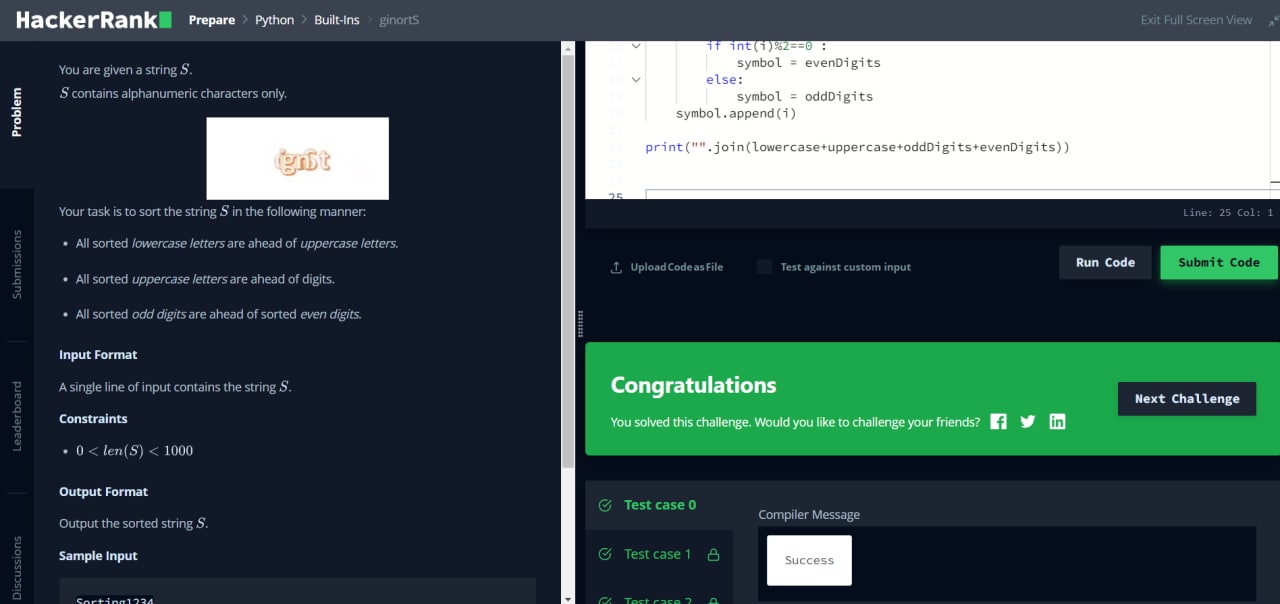 HackerRank
Prepare > Python > Built-Ins > ginortS
Exit Full Screen View
Problem
Submissions
Leaderboard
Discussions
You are given a string S.
S contains alphanumeric characters only.
Your task is to sort the string S in the following manner:
• All sorted lowercase letters are ahead of uppercase letters.
• All sorted uppercase letters are ahead of digits.
• All sorted odd digits are ahead of sorted even digits.
Input Format
A single line of input contains the string S.
Constraints
• 0 < len(S) < 1000
Output Format
Output the sorted string S.
Sample Input
Sorting1234
if int(i)%2==0 :
symbol = evenDigits
else:
symbol = oddDigits
symbol.append(i)
22 print("".join(lowercase+uppercase+oddDigits+evenDigits))
25
Line: 25 Col: 1
Upload Code as File
Test against custom input
Run Code
Submit Code
Congratulations
You solved this challenge. Would you like to challenge your friends?
Next Challenge
Test case 0
Test case 1
Test case 2
Compiler Message
Success